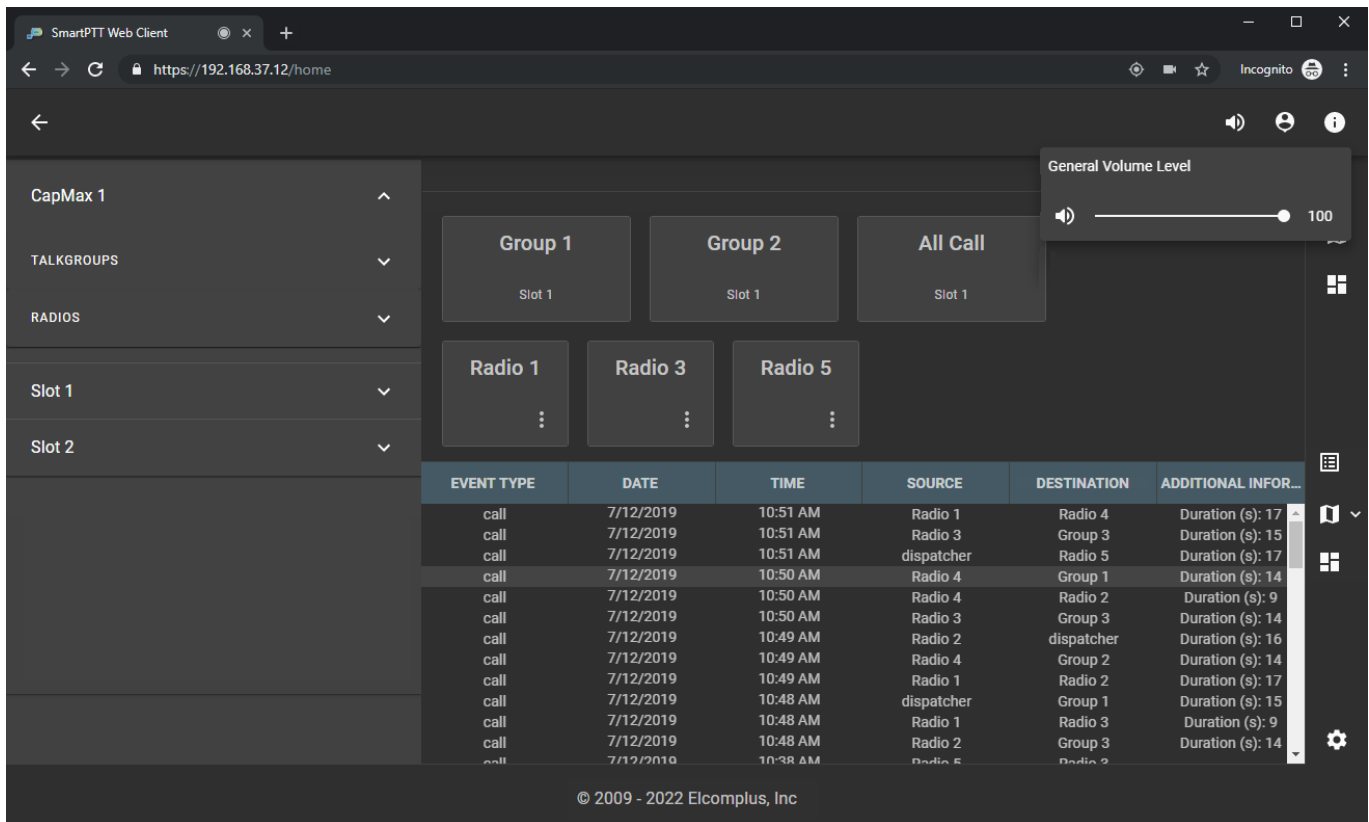 SmartPTT Web Client
https://192.168.37.12/home
Incognito
General Volume Level
100
CapMax 1
TALKGROUPS
RADIOS
Slot 1
Slot 2
Group 1 Group 2 All Call
Slot 1 Slot 1 Slot 1
Radio 1 Radio 3 Radio 5
EVENT TYPE DATE TIME SOURCE DESTINATION ADDITIONAL INFOR...
call 7/12/2019 10:51 AM Radio 1 Radio 4 Duration (s): 17
call 7/12/2019 10:51 AM Radio 3 Group 3 Duration (s): 15
call 7/12/2019 10:51 AM dispatcher Radio 5 Duration (s): 17
call 7/12/2019 10:50 AM Radio 4 Group 1 Duration (s): 14
call 7/12/2019 10:50 AM Radio 4 Radio 2 Duration (s): 9
call 7/12/2019 10:50 AM Radio 3 Group 3 Duration (s): 14
call 7/12/2019 10:49 AM Radio 2 dispatcher Duration (s): 16
call 7/12/2019 10:49 AM Radio 4 Group 2 Duration (s): 14
call 7/12/2019 10:49 AM Radio 1 Radio 2 Duration (s): 17
call 7/12/2019 10:48 AM dispatcher Group 1 Duration (s): 15
call 7/12/2019 10:48 AM Radio 1 Radio 3 Duration (s): 9
call 7/12/2019 10:48 AM Radio 2 Group 3 Duration (s): 14
call 7/12/2019 10:38 AM Radio Radio
© 2009 - 2022 Elcomplus, Inc